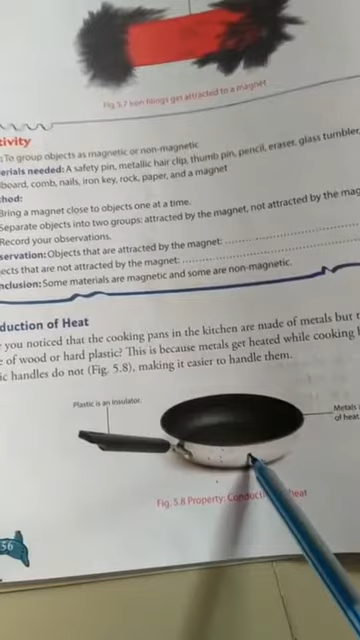 Fig 5.7 Iron filings get attracted to a magnet
tivity
To group objects as magnetic or non-magnetic
erials needed: A safety pin, metallic hair clip, thumb pin, pencil, eraser, glass tumbler,
board, comb, nails, iron key, rock, paper, and a magnet
hod:
Bring a magnet close to objects one at a time.
Separate objects into two groups: attracted by the magnet, not attracted by the mag
Record your observations.
servation: Objects that are attracted by the magnet:
ects that are not attracted by the magnet:
nclusion: Some materials are magnetic and some are non-magnetic.
duction of Heat
you noticed that the cooking pans in the kitchen are made of metals but t
e of wood or hard plastic? This is because metals get heated while cooking
ic handles do not (Fig. 5.8), making it easier to handle them.
Plastic is an insulator.
Metals
of heat.
Fig. 5.8 Property: Conducti heat
56